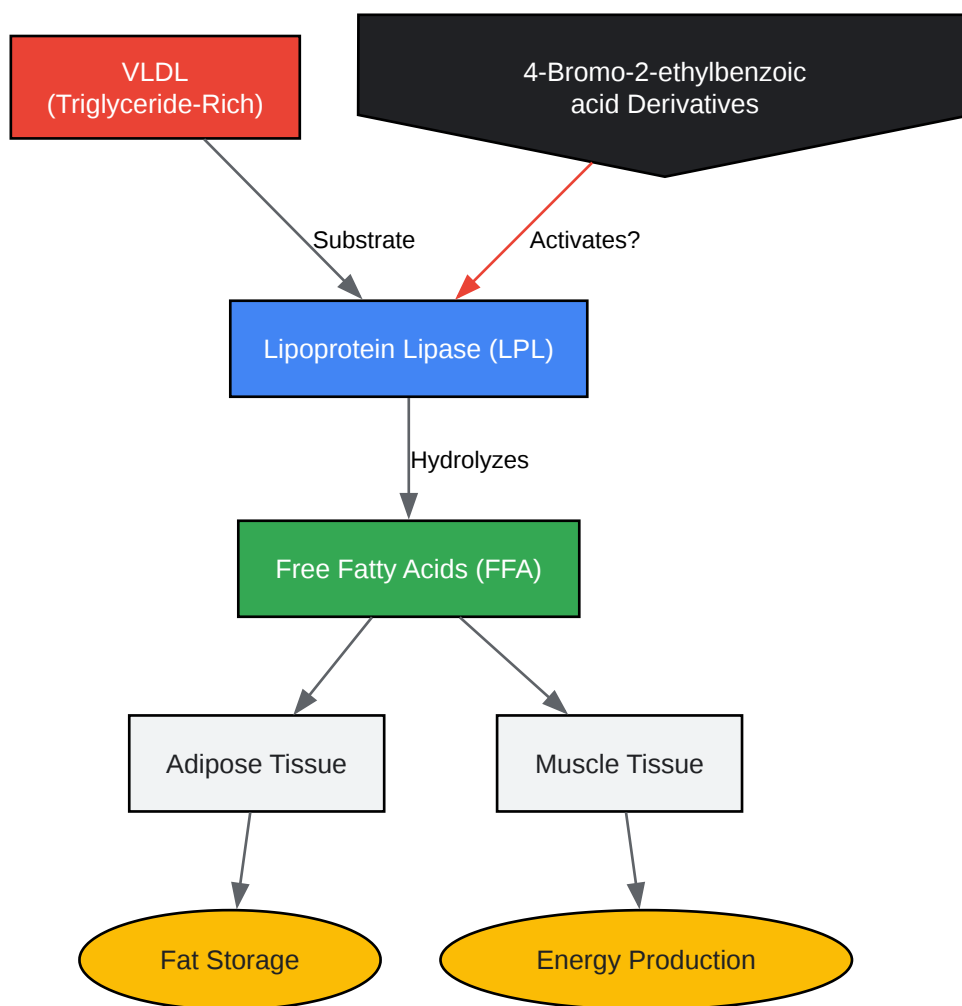 VLDL
(Triglyceride-Rich)
4-Bromo-2-ethylbenzoic
acid Derivatives
Substrate
Activates?
Lipoprotein Lipase (LPL)
Hydrolyzes
Free Fatty Acids (FFA)
Adipose Tissue
Muscle Tissue
Fat Storage
Energy Production